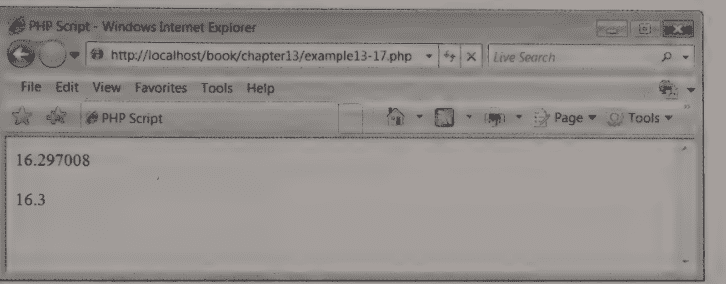 PHP Script - Windows Internet Explorer
http://localhost/book/chapter13/example13-17.php Live Search
File Edit View Favorites Tools Help
PHP Script Page Tools
16.297008
16.3